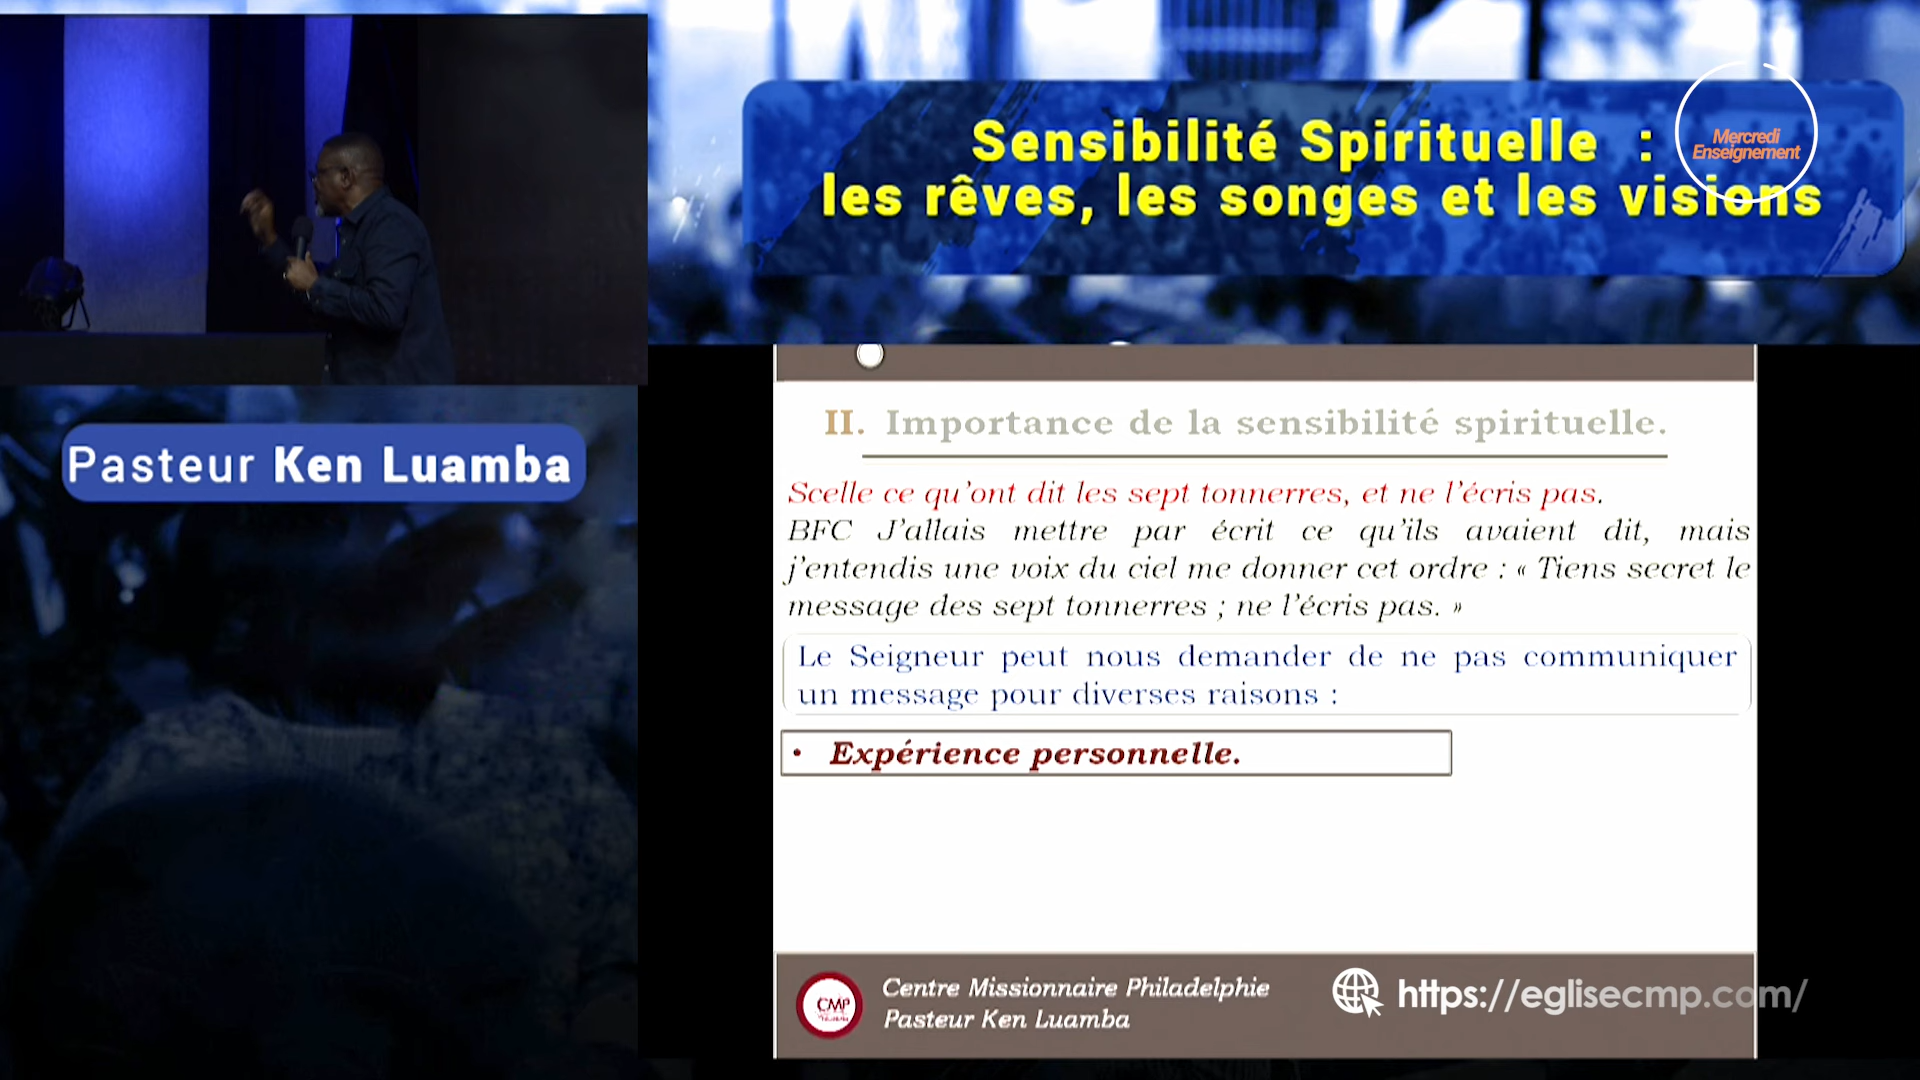 Sensibilité Spirituelle :
les rêves, les songes et les visions
Mercredi
Enseignement
Pasteur Ken Luamba
II. Importance de la sensibilité spirituelle.
Scelle ce qu'ont dit les sept tonnerres, et ne l'écris pas.
BFC J'allais mettre par écrit ce qu'ils avaient dit, mais
j'entendis une voix du ciel me donner cet ordre : « Tiens secret le
message des sept tonnerres ; ne l'écris pas. »
Le Seigneur peut nous demander de ne pas communiquer
un message pour diverses raisons :
• Expérience personnelle.
CMP
Centre Missionnaire Philadelphie
Pasteur Ken Luamba
https://eglisecmp.com/